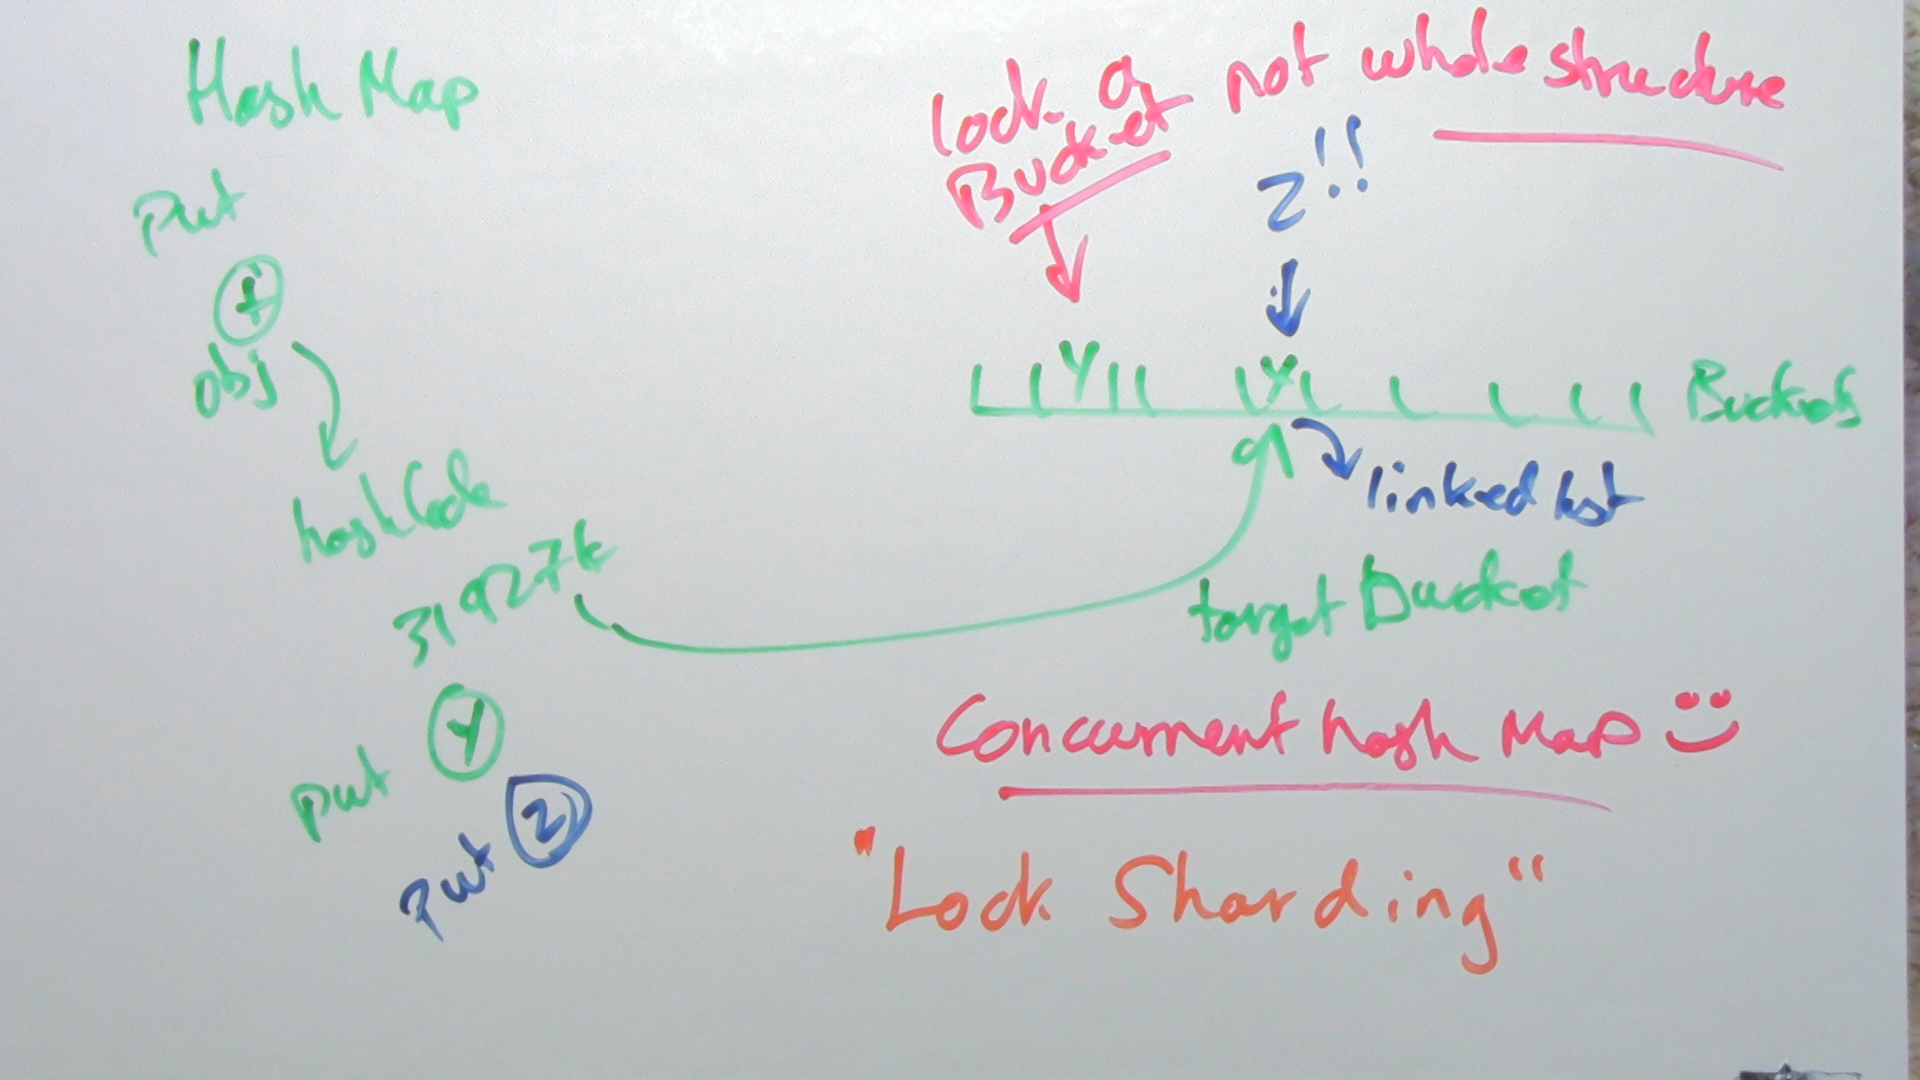 Hash Map
put
obj
hashCode
31927k
put Y
put Z
lock a not whole structure
Bucket
Z!!
Y
Buckets
linked list
target Bucket
Concurrent hash Map
"Lock Sharding"